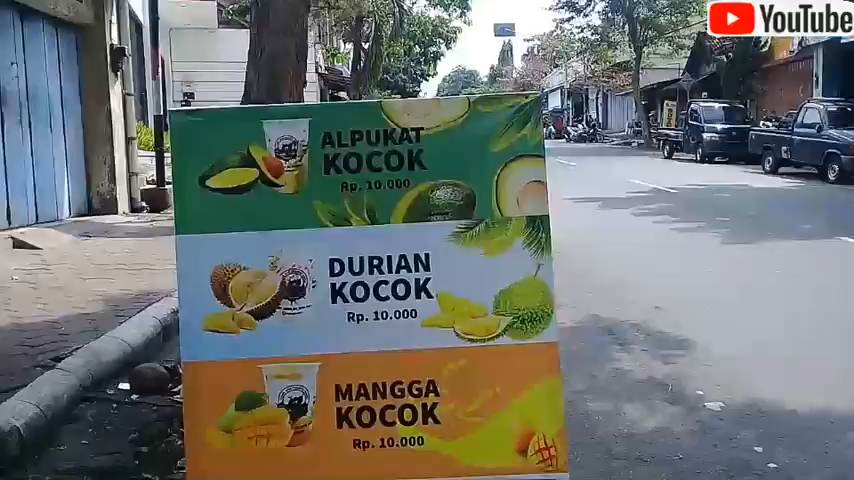 YouTube
ALPUKAT
KOCOK
Rp. 10.000
DURIAN
KOCOK
Rp. 10.000
MANGGA
KOCOK
Rp. 10.000